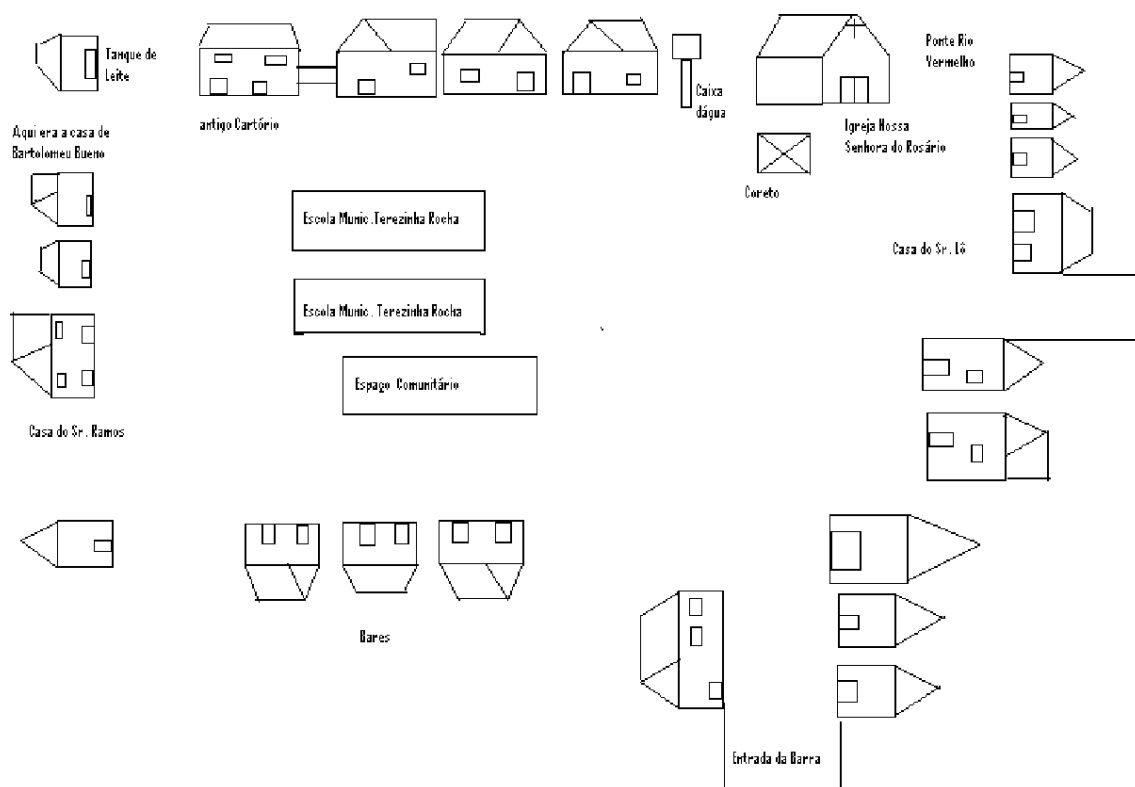 Tanque de
Leite
antigo Cartório
Caixa
dágua
Igreja Nossa
Senhora do Rosário
Ponte Rio
Vermelho
Aqui era a casa de
Bartolomeu Bueno
Coreto
Escola Munic.Terezinha Rocha
Casa do Sr. Lô
Escola Munic. Terezinha Rocha
Espaço Comunitário
Casa do Sr. Ramos
Bares
Entrada da Barra